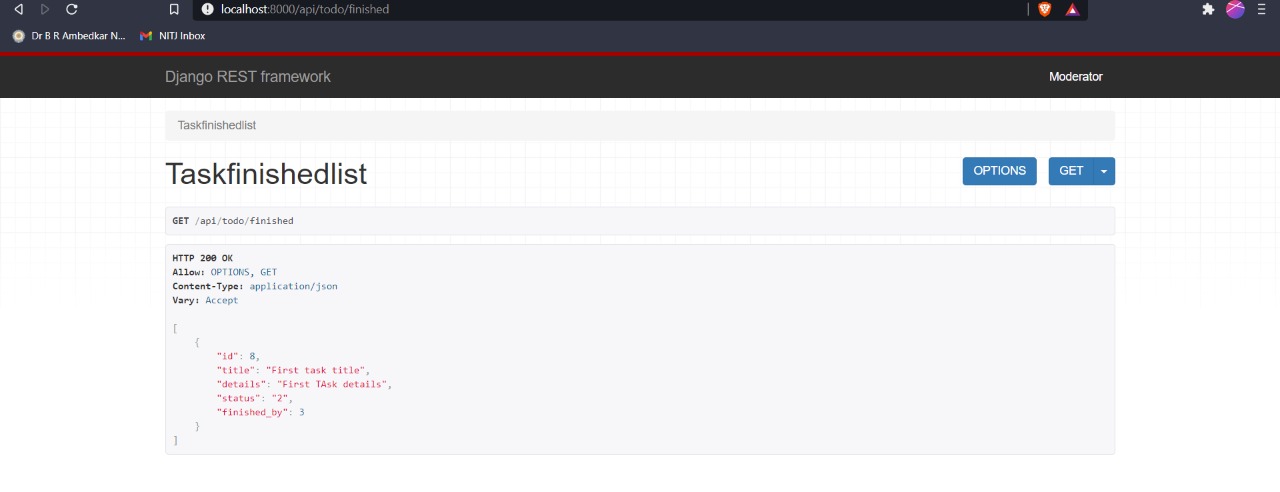 localhost:8000/api/todo/finished
Dr B R Ambedkar N... NITJ Inbox
Django REST framework Moderator
Taskfinishedlist
Taskfinishedlist OPTIONS GET
GET /api/todo/finished
HTTP 200 OK
Allow: OPTIONS, GET
Content-Type: application/json
Vary: Accept
[
{
"id": 8,
"title": "First task title",
"details": "First TAsk details",
"status": "2",
"finished_by": 3
}
]